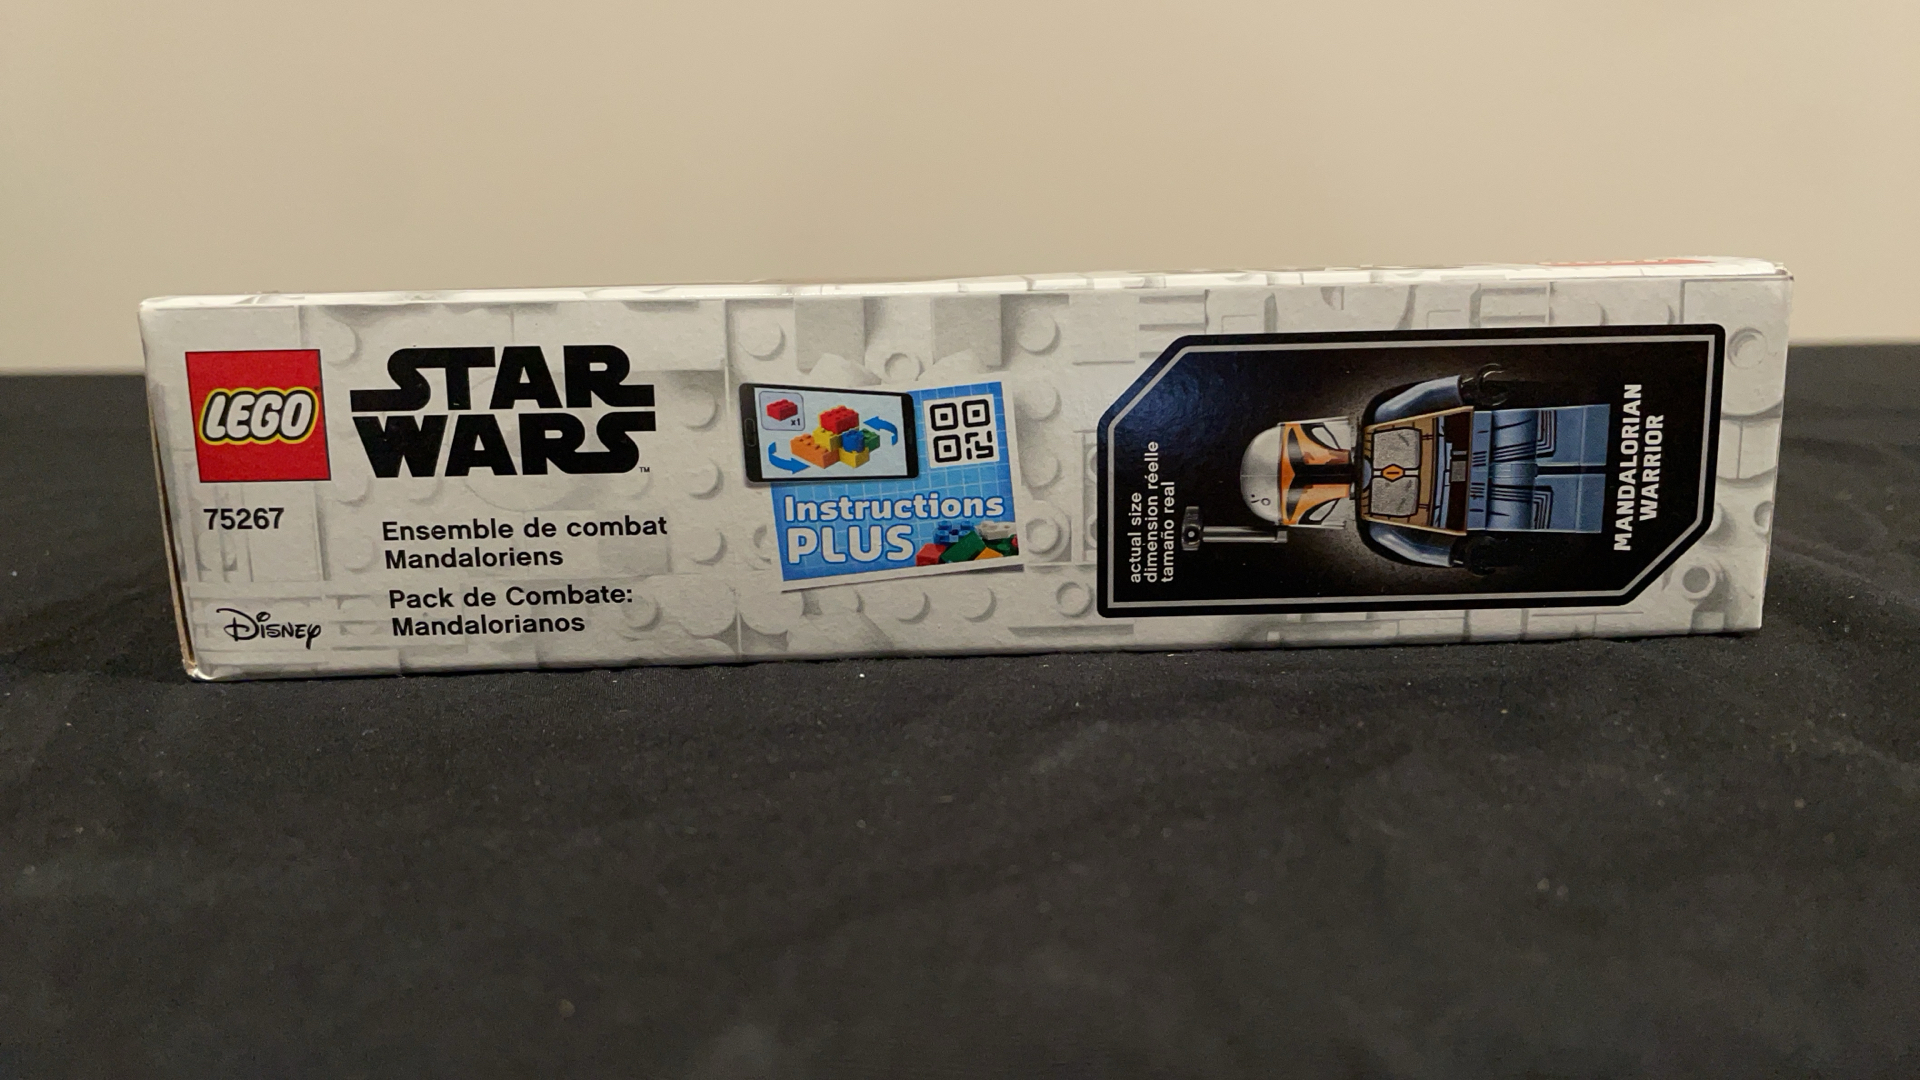 LEGO
STAR
WARS
™
75267
Ensemble de combat
Mandaloriens
Pack de Combate:
Mandalorianos
Disney
x1
Instructions
PLUS
actual size
dimension réelle
tamaño real
MANDALORIAN
WARRIOR